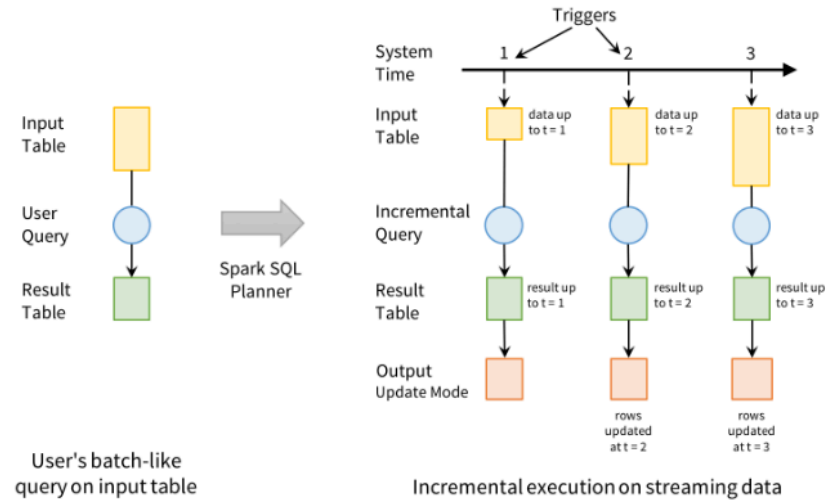 Triggers
System
Time
1
2
3
Input
Table
data up
to t = 1
data up
to t = 2
data up
to t = 3
Input
Table
User
Query
Spark SQL
Planner
Incremental
Query
Result
Table
Result
Table
result up
to t = 1
result up
to t = 2
result up
to t = 3
Output
Update Mode
rows
updated
at t = 2
rows
updated
at t = 3
User's batch-like
query on input table
Incremental execution on streaming data